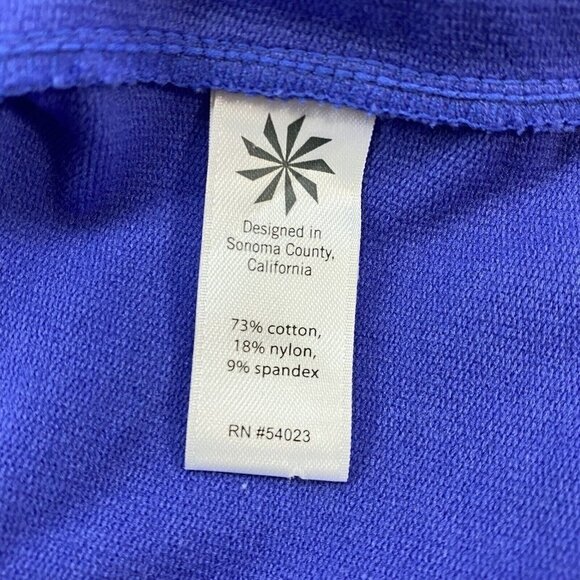 Designed in
Sonoma County,
California
73% cotton,
18% nylon,
9% spandex
RN #54023